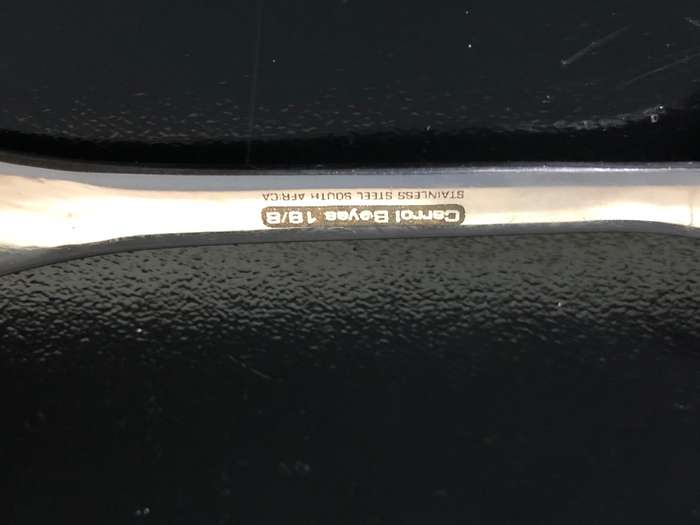 Carrol Boyes 18/8
STAINLESS STEEL SOUTH AFRICA